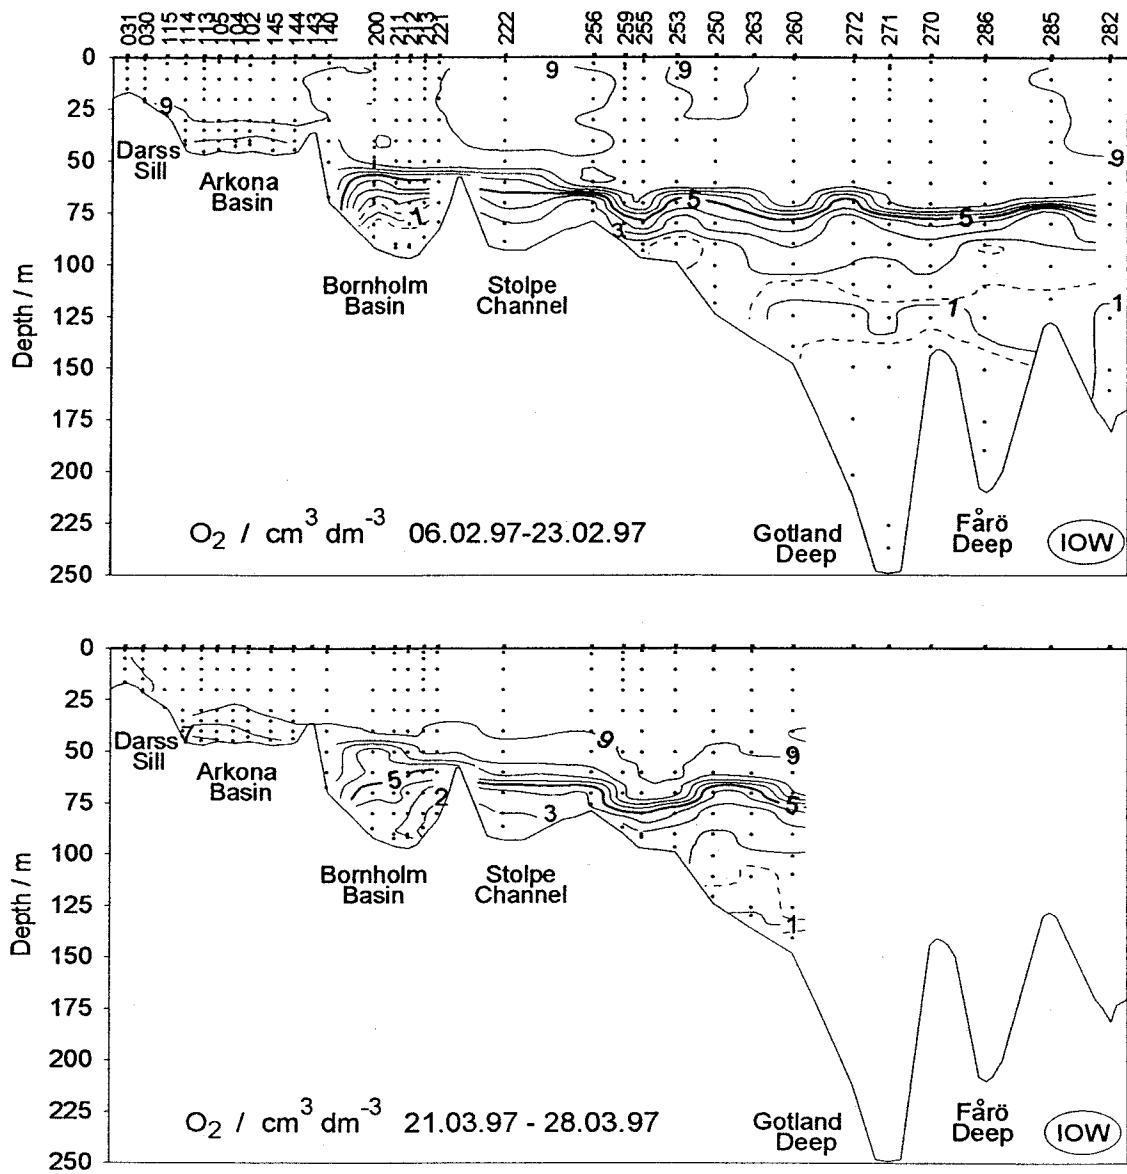 031 030 115 114 113 105 104 102 145 144 143 140 200 211 212 213 221 222 256 259 255 253 250 263 260 272 271 270 286 285 282
0
25
50
75
100
125
150
175
200
225
250
Depth / m
9 9 9 9 9
Darss
Sill
Arkona
Basin
Bornholm
Basin
Stolpe
Channel
1 3 5 5 1 1
O2 / cm3 dm-3 06.02.97-23.02.97
Gotland
Deep
Fårö
Deep
IOW
0
25
50
75
100
125
150
175
200
225
250
Depth / m
7 9 9
Darss
Sill
Arkona
Basin
Bornholm
Basin
Stolpe
Channel
5 2 3 5 1
O2 / cm3 dm-3 21.03.97 - 28.03.97
Gotland
Deep
Fårö
Deep
IOW